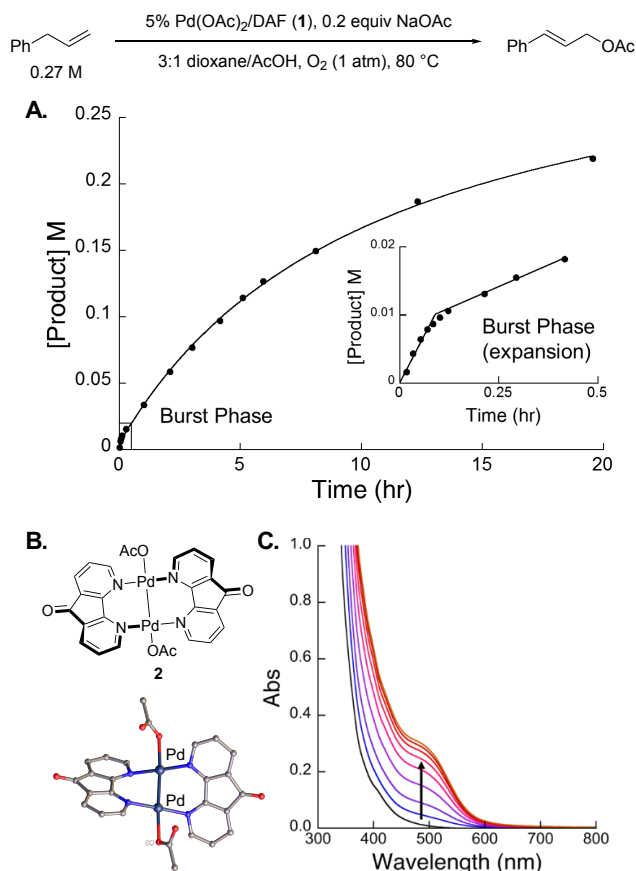 5% Pd(OAc)₂/DAF (1), 0.2 equiv NaOAc
Ph
OAc
Ph
0.27 M
3:1 dioxane/AcOH, O₂ (1 atm), 80 °C
A.
0.25
0.2
0.15
0.1
0.05
0
[Product] M
0
5
10
15
20
Time (hr)
Burst Phase
0.02
0.01
0
[Product] M
Burst Phase
(expansion)
0
0.25
0.5
Time (hr)
B.
AcO
N
Pd
N
O
O
N
Pd
N
OAc
2
Pd
Pd
O2
C.
1.0
0.8
0.6
0.4
0.2
0.0
Abs
300
400
500
600
700
800
Wavelength (nm)